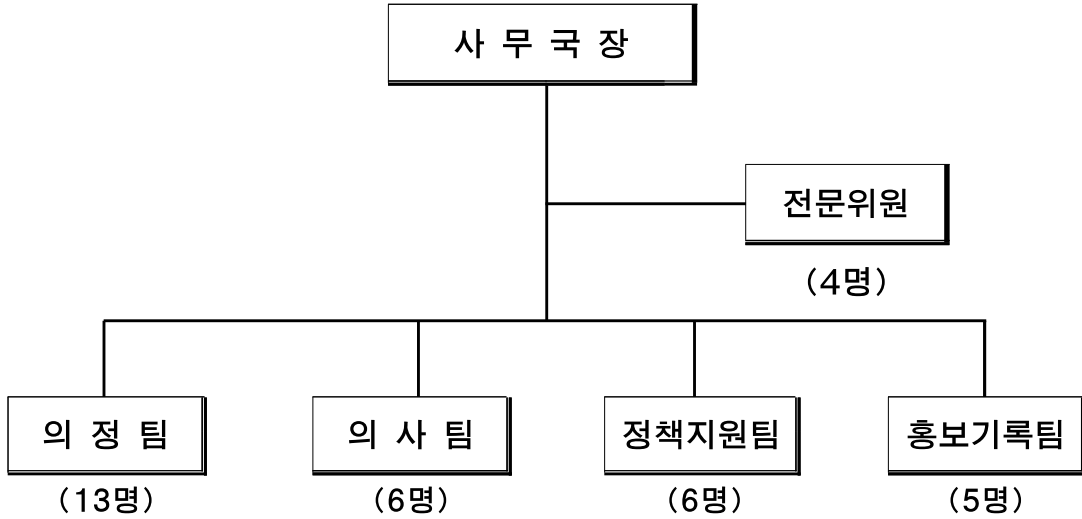 사 무 국 장
전문위원
(4명)
의 정 팀
의 사 팀
정책지원팀
홍보기록팀
(13명)
(6명)
(6명)
(5명)